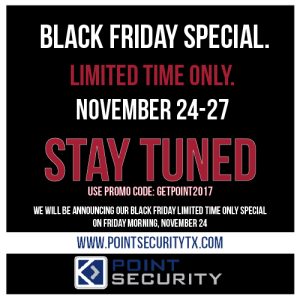 BLACK FRIDAY SPECIAL.
LIMITED TIME ONLY.
NOVEMBER 24-27
STAY TUNED
USE PROMO CODE: GETPOINT2017
WE WILL BE ANNOUNCING OUR BLACK FRIDAY LIMITED TIME ONLY SPECIAL
ON FRIDAY MORNING, NOVEMBER 24
WWW.POINTSECURITYTX.COM
POINT
SECURITY